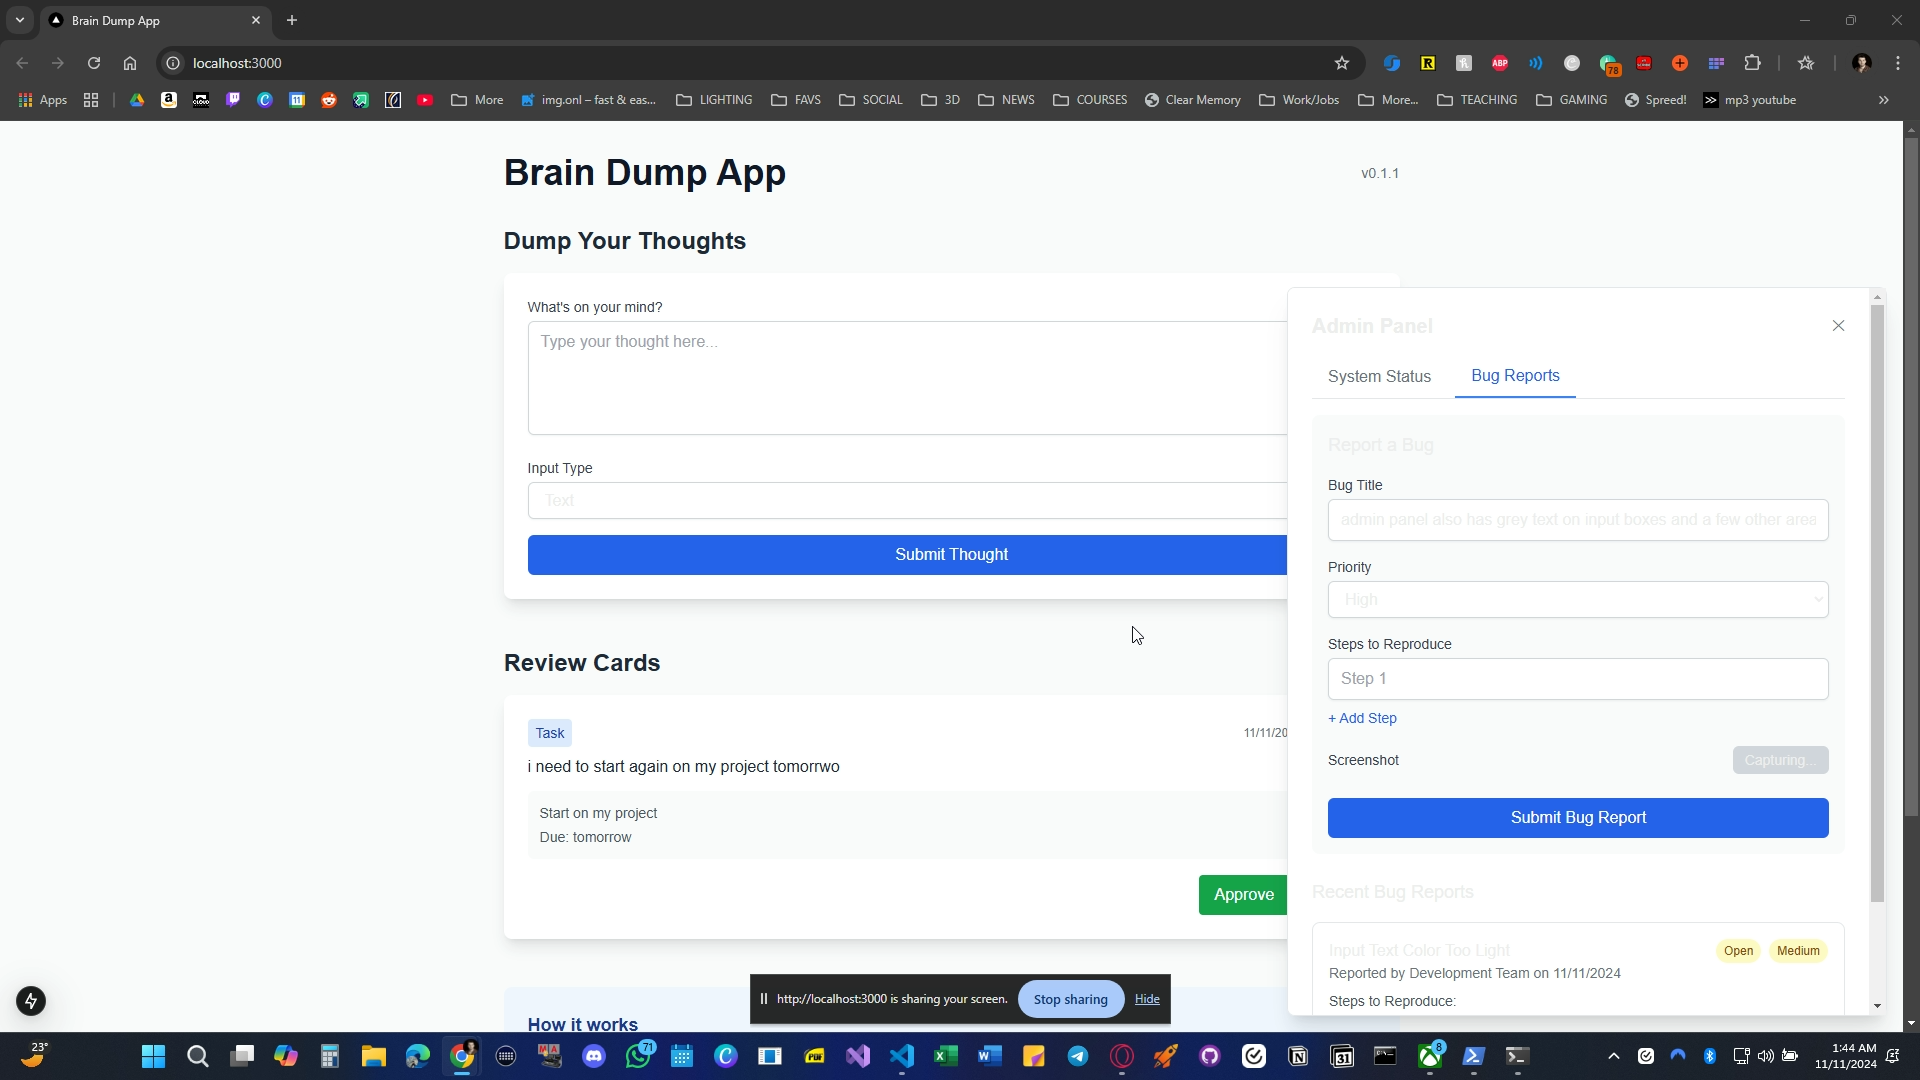 Brain Dump App
localhost:3000
78
Apps
More
img.onl – fast & eas...
LIGHTING
FAVS
SOCIAL
3D
NEWS
COURSES
Clear Memory
Work/Jobs
More...
TEACHING
GAMING
Spreed!
mp3 youtube
Brain Dump App
v0.1.1
Dump Your Thoughts
What's on your mind?
Type your thought here...
Input Type
Text
Submit Thought
Review Cards
Task
11/11/20
i need to start again on my project tomorrwo
Start on my project
Due: tomorrow
Approve
How it works
Admin Panel
System Status
Bug Reports
Report a Bug
Bug Title
admin panel also has grey text on input boxes and a few other area
Priority
High
Steps to Reproduce
Step 1
+ Add Step
Screenshot
Capturing...
Submit Bug Report
Recent Bug Reports
Input Text Color Too Light
Open
Medium
Reported by Development Team on 11/11/2024
Steps to Reproduce:
http://localhost:3000 is sharing your screen.
Stop sharing
Hide
23°
71
31
8
1:44 AM
11/11/2024